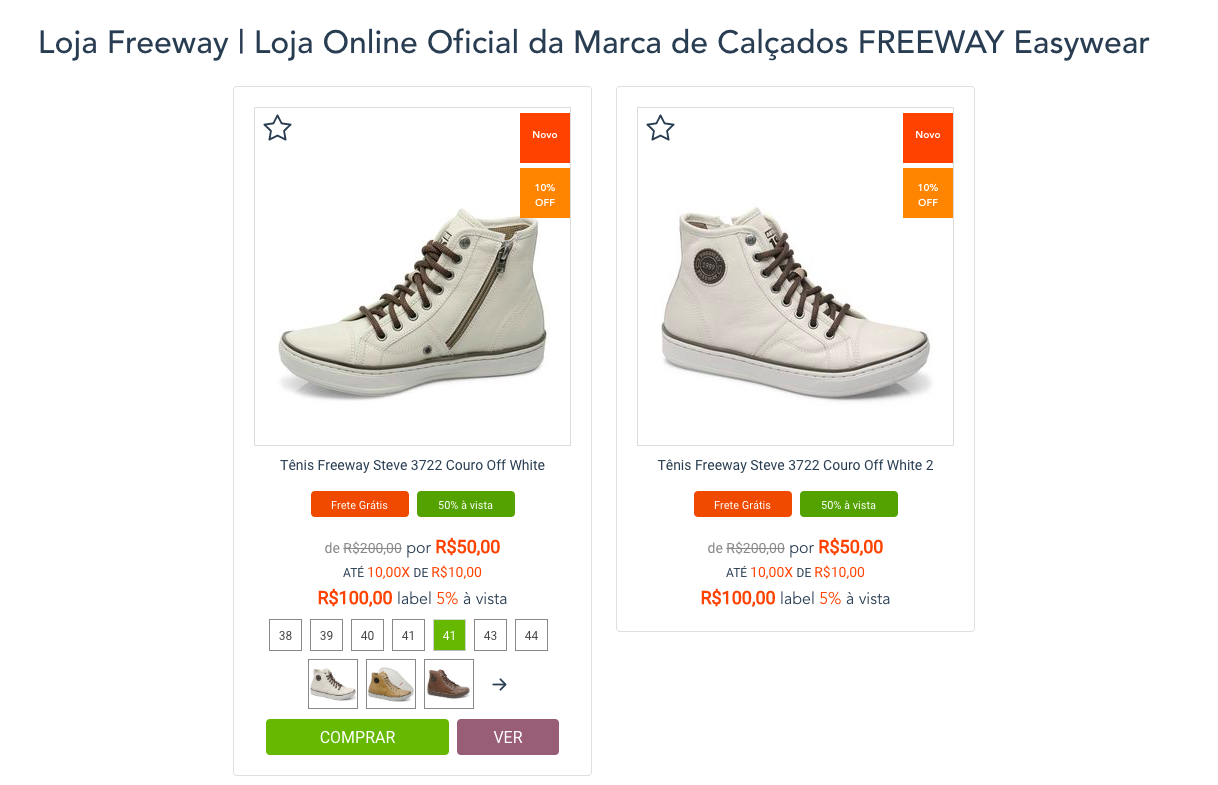 Loja Freeway | Loja Online Oficial da Marca de Calçados FREEWAY Easywear
Novo
10%
OFF
Tênis Freeway Steve 3722 Couro Off White
Frete Grátis
50% à vista
de R$200,00 por R$50,00
ATÉ 10,00X DE R$10,00
R$100,00 label 5% à vista
38 39 40 41 41 43 44
COMPRAR
VER
Novo
10%
OFF
FREEWAY
1989
Tênis Freeway Steve 3722 Couro Off White 2
Frete Grátis
50% à vista
de R$200,00 por R$50,00
ATÉ 10,00X DE R$10,00
R$100,00 label 5% à vista